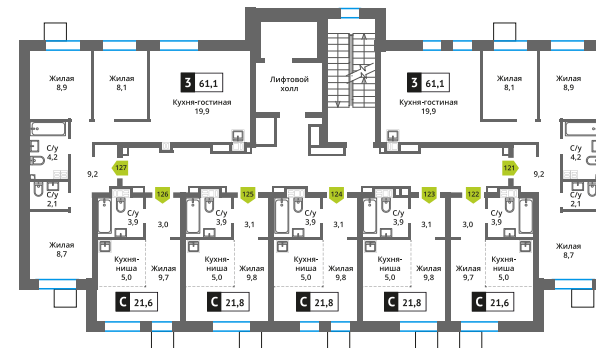 Жилая
8,9
Жилая
8,1
3 61,1
Кухня-гостиная
19,9
Лифтовой
холл
3 61,1
Кухня-гостиная
19,9
Жилая
8,1
Жилая
8,9
С/у
4,2
9,2
127
121
9,2
С/у
4,2
С/у
2,1
126
125
124
123
122
С/у
2,1
С/у
3,9
3,0
С/у
3,9
3,1
С/у
3,9
3,1
С/у
3,9
3,1
3,0
С/у
3,9
Жилая
8,7
Кухня-
ниша
5,0
Жилая
9,7
Кухня-
ниша
5,0
Жилая
9,8
Кухня-
ниша
5,0
Жилая
9,8
Кухня-
ниша
5,0
Жилая
9,8
Жилая
9,7
Кухня-
ниша
5,0
Жилая
8,7
С 21,6
С 21,8
С 21,8
С 21,8
С 21,6